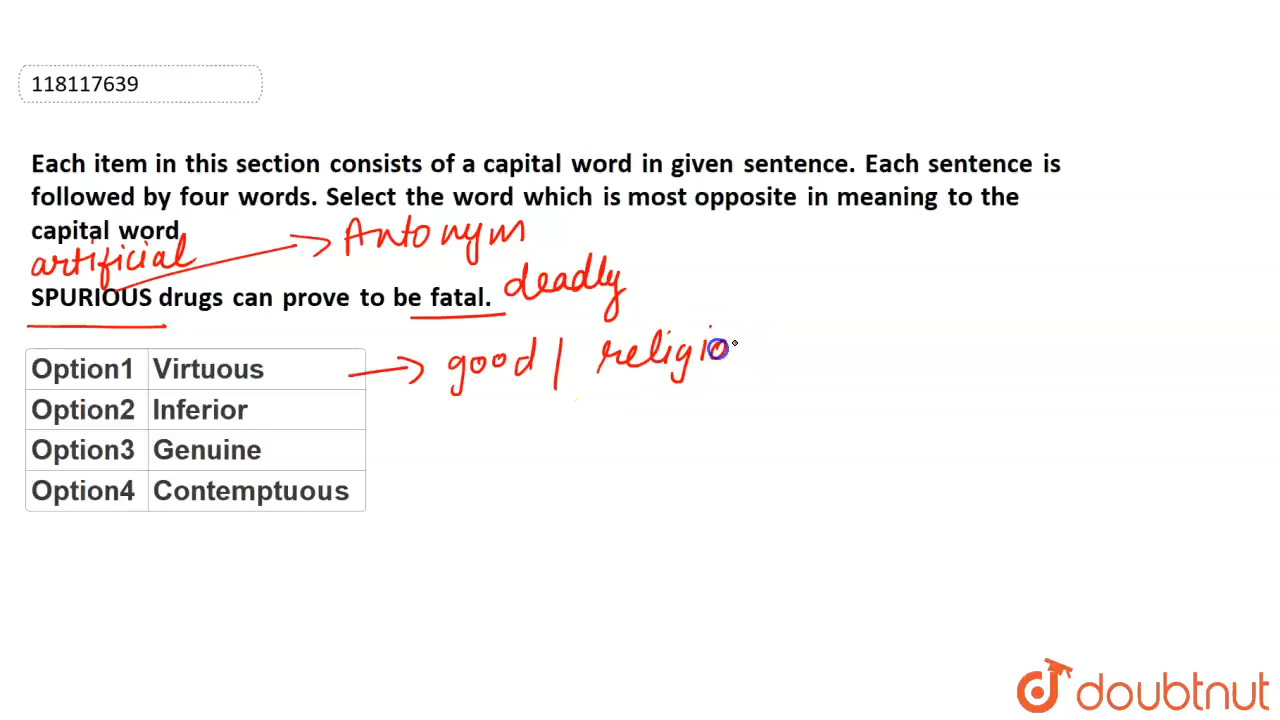 118117639
Each item in this section consists of a capital word in given sentence. Each sentence is
followed by four words. Select the word which is most opposite in meaning to the
capital word
Antonym
artificial
SPURIOUS drugs can prove to be fatal. deadly
Option1 Virtuous good / religio
Option2 Inferior
Option3 Genuine
Option4 Contemptuous
doubtnut